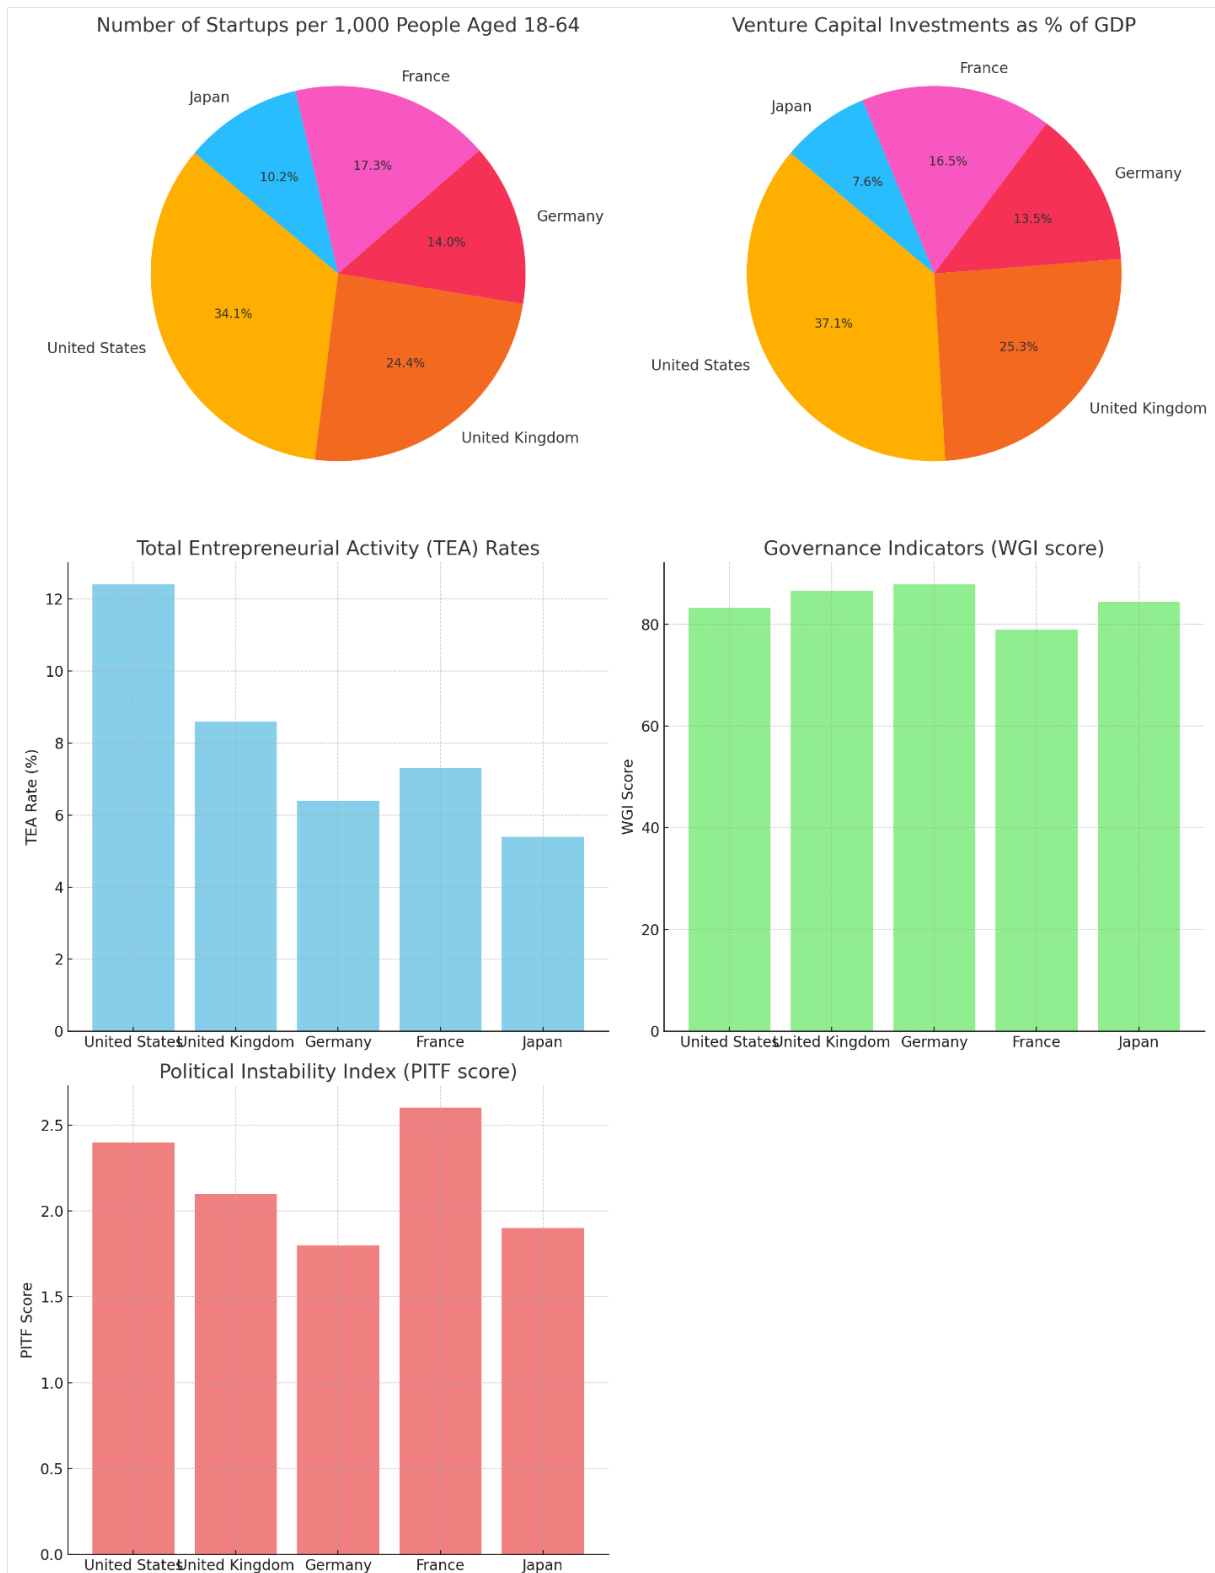 Number of Startups per 1,000 People Aged 18-64
France
Japan
17.3%
10.2%
Germany
14.0%
34.1%
United States
24.4%
United Kingdom
Venture Capital Investments as % of GDP
France
Japan
16.5%
Germany
7.6%
13.5%
37.1%
25.3%
United States
United Kingdom
Total Entrepreneurial Activity (TEA) Rates
TEA Rate (%)
12
10
8
6
4
2
0
United States United Kingdom Germany France Japan
Governance Indicators (WGI score)
WGI Score
80
60
40
20
0
United States United Kingdom Germany France Japan
Political Instability Index (PITF score)
PITF Score
2.5
2.0
1.5
1.0
0.5
0.0
United States United Kingdom Germany France Japan